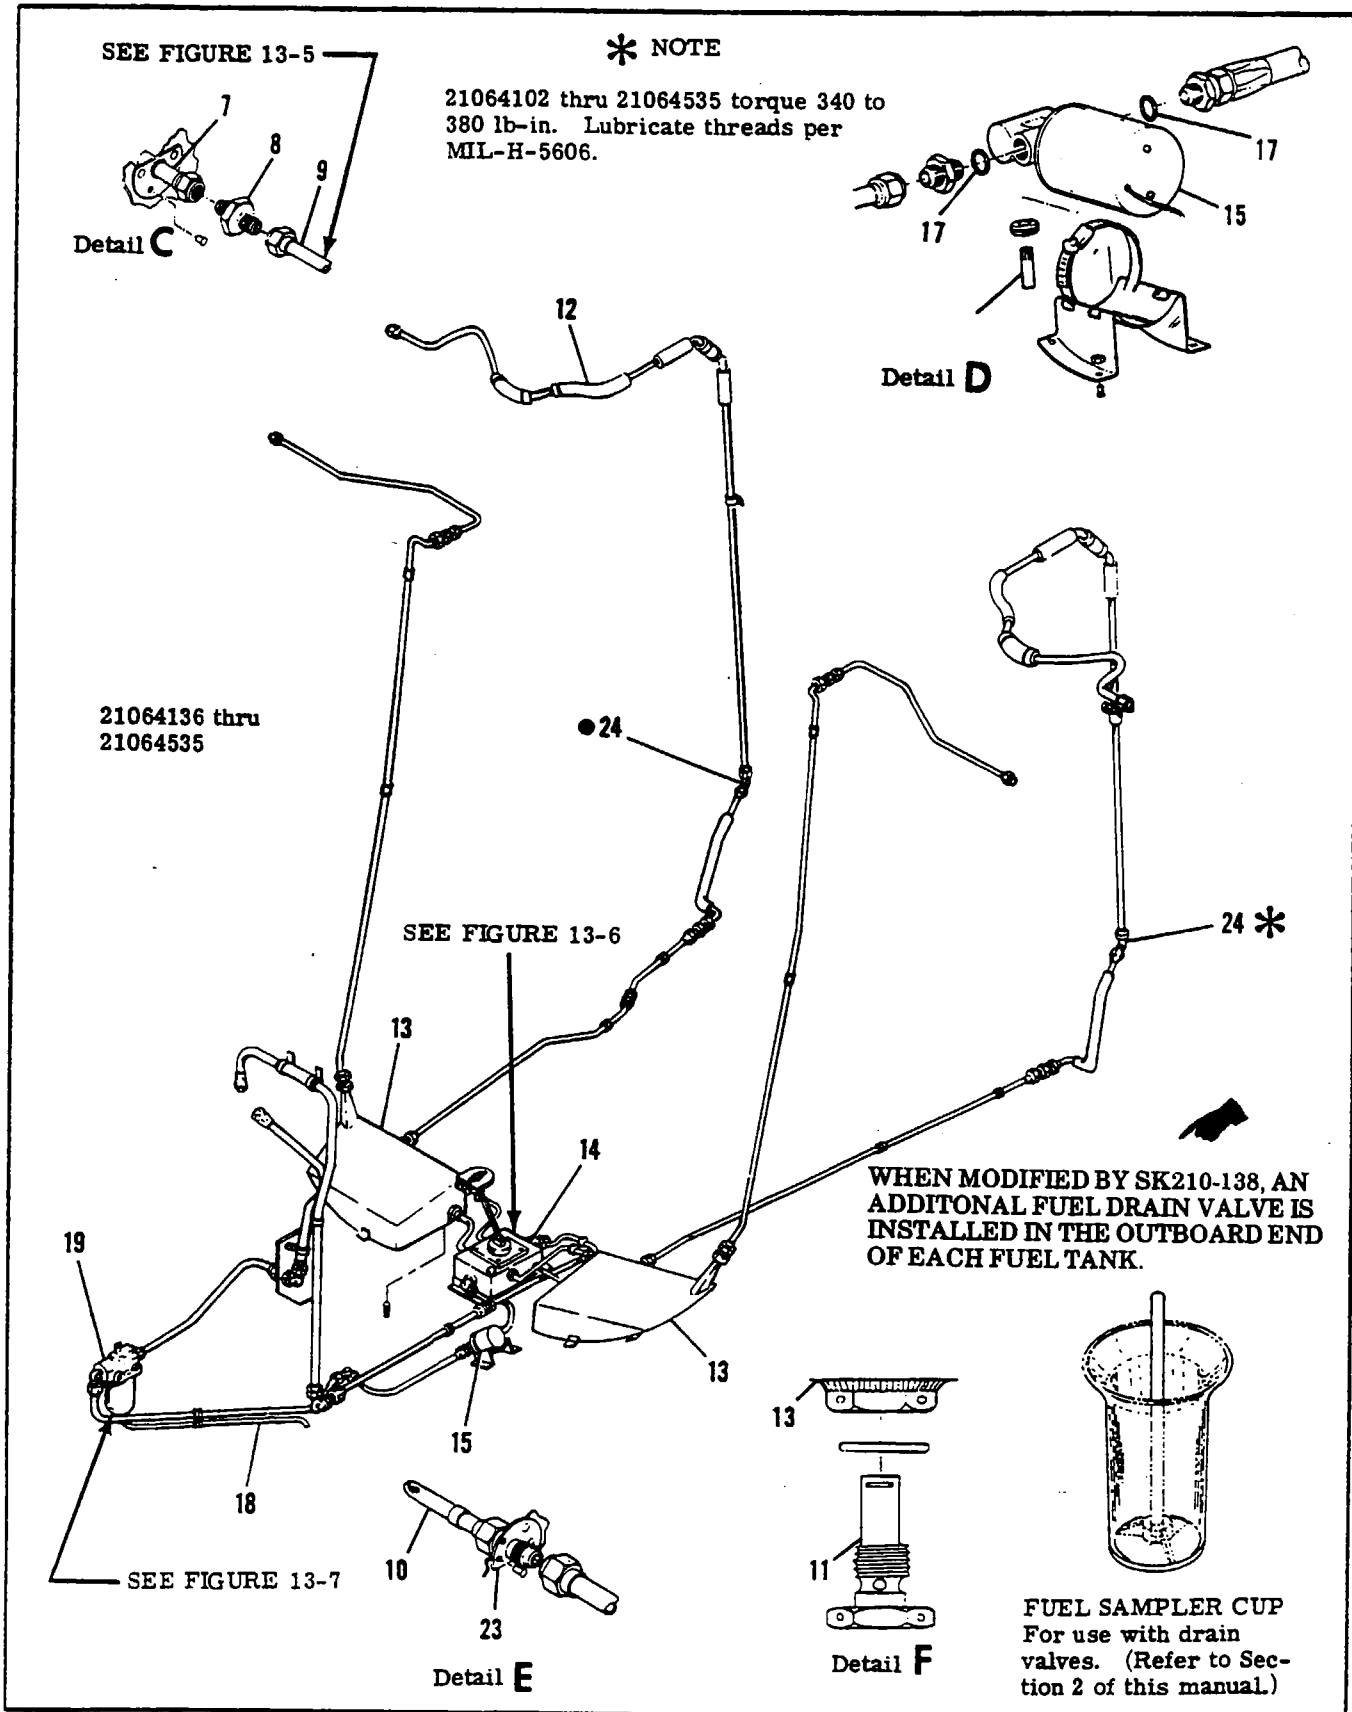 SEE FIGURE 13-5
* NOTE
21064102 thru 21064535 torque 340 to
380 lb-in. Lubricate threads per
MIL-H-5606.
7
8
9
Detail C
17
17
15
Detail D
12
21064136 thru
21064535
● 24
24 *
SEE FIGURE 13-6
13
14
19
WHEN MODIFIED BY SK210-138, AN
ADDITONAL FUEL DRAIN VALVE IS
INSTALLED IN THE OUTBOARD END
OF EACH FUEL TANK.
13
15
18
SEE FIGURE 13-7
10
23
Detail E
13
11
Detail F
FUEL SAMPLER CUP
For use with drain
valves. (Refer to Sec-
tion 2 of this manual.)